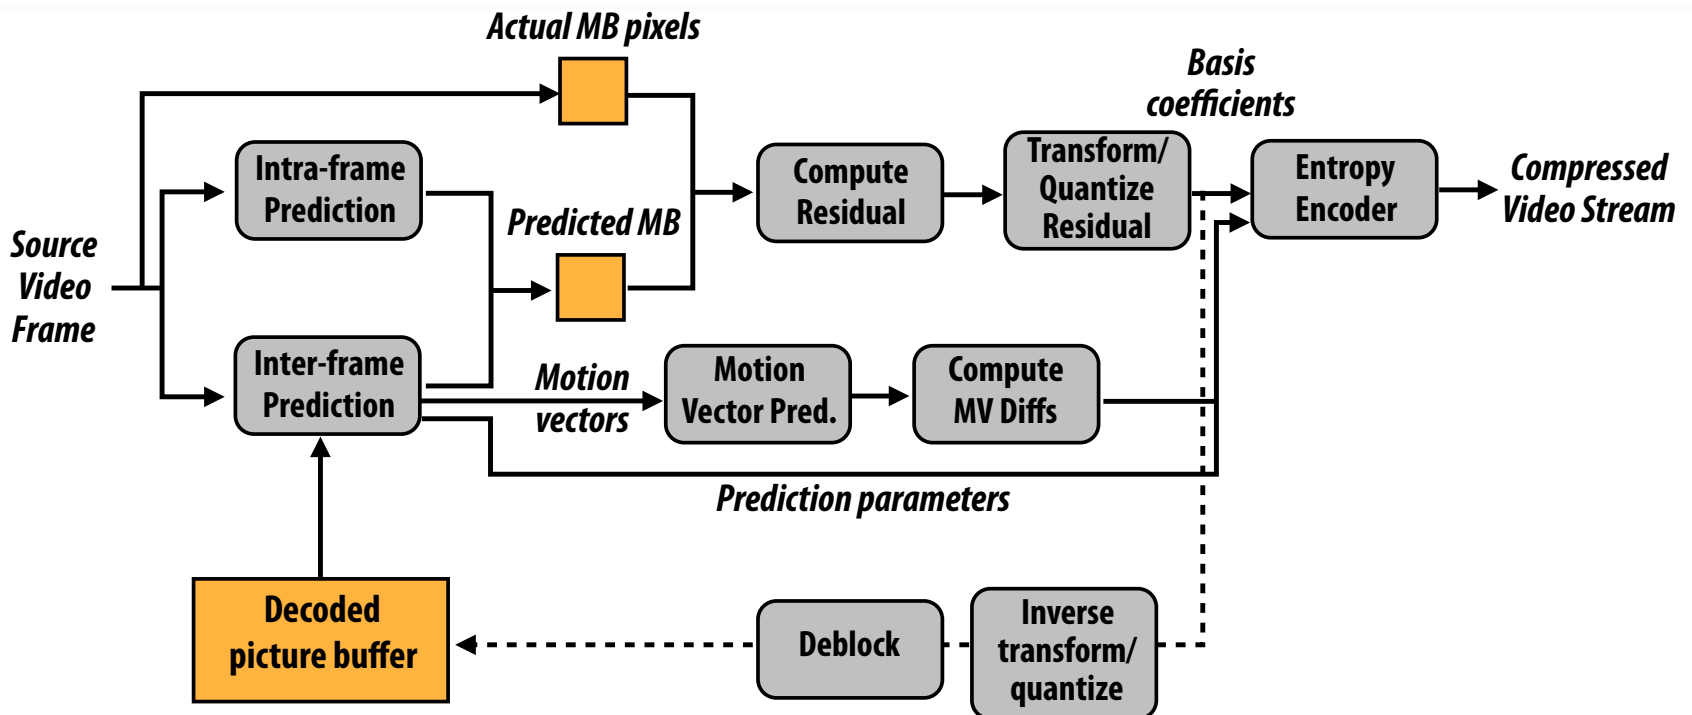 Actual MB pixels
Basis
coefficients
Intra-frame
Prediction
Compute
Residual
Transform/
Quantize
Residual
Entropy
Encoder
Compressed
Video Stream
Predicted MB
Source
Video
Frame
Inter-frame
Prediction
Motion
vectors
Motion
Vector Pred.
Compute
MV Diffs
Prediction parameters
Decoded
picture buffer
Deblock
Inverse
transform/
quantize